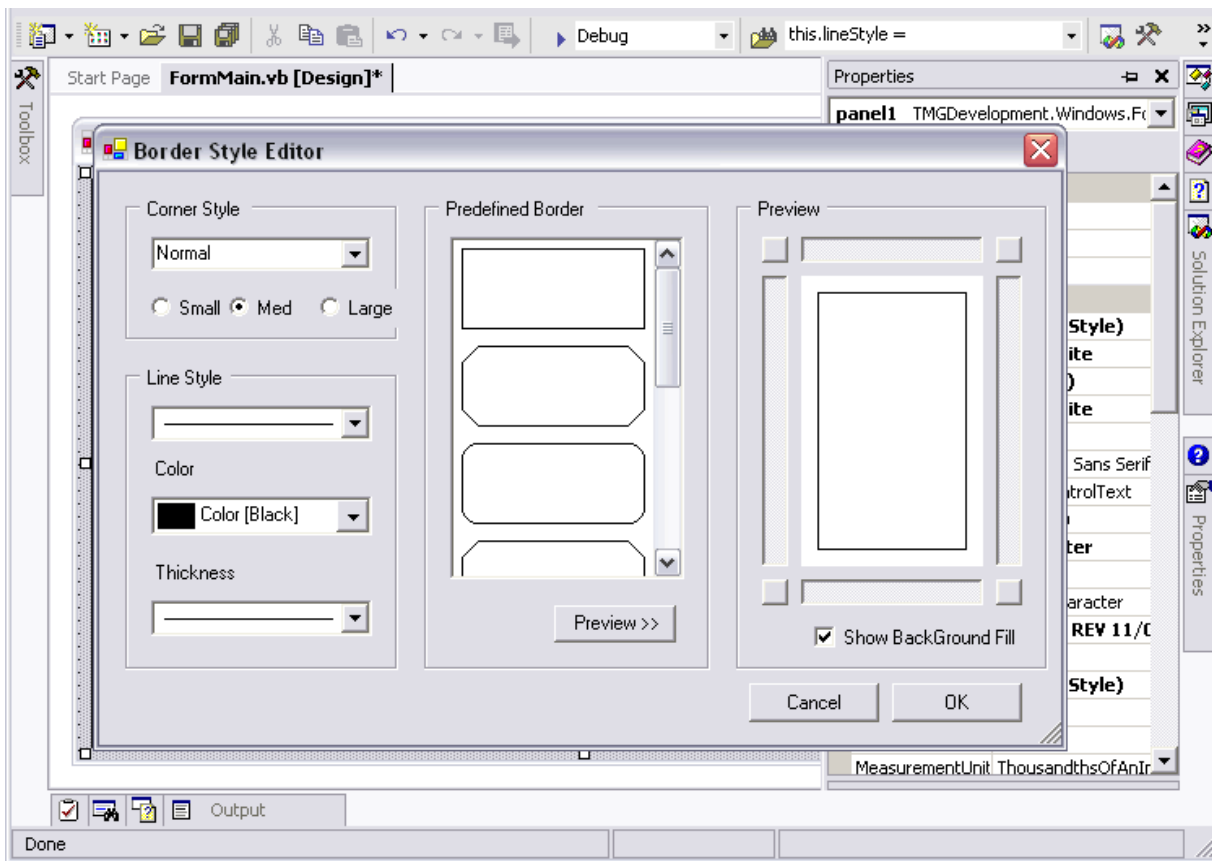 Debug
this.lineStyle =
»
Toolbox
Start Page
FormMain.vb [Design]*
Properties
panel1 TMGDevelopment.Windows.Fo
Border Style Editor
Corner Style
Normal
Small
Med
Large
Line Style
Color
Color [Black]
Thickness
Predefined Border
Preview >>
Preview
Show BackGround Fill
Cancel
OK
Style)
ite
)
ite
Sans Serif
trolText
ter
aracter
REV 11/0
Style)
MeasurementUnit ThousandthsOfAnIr
Solution Explorer
Properties
Output
Done